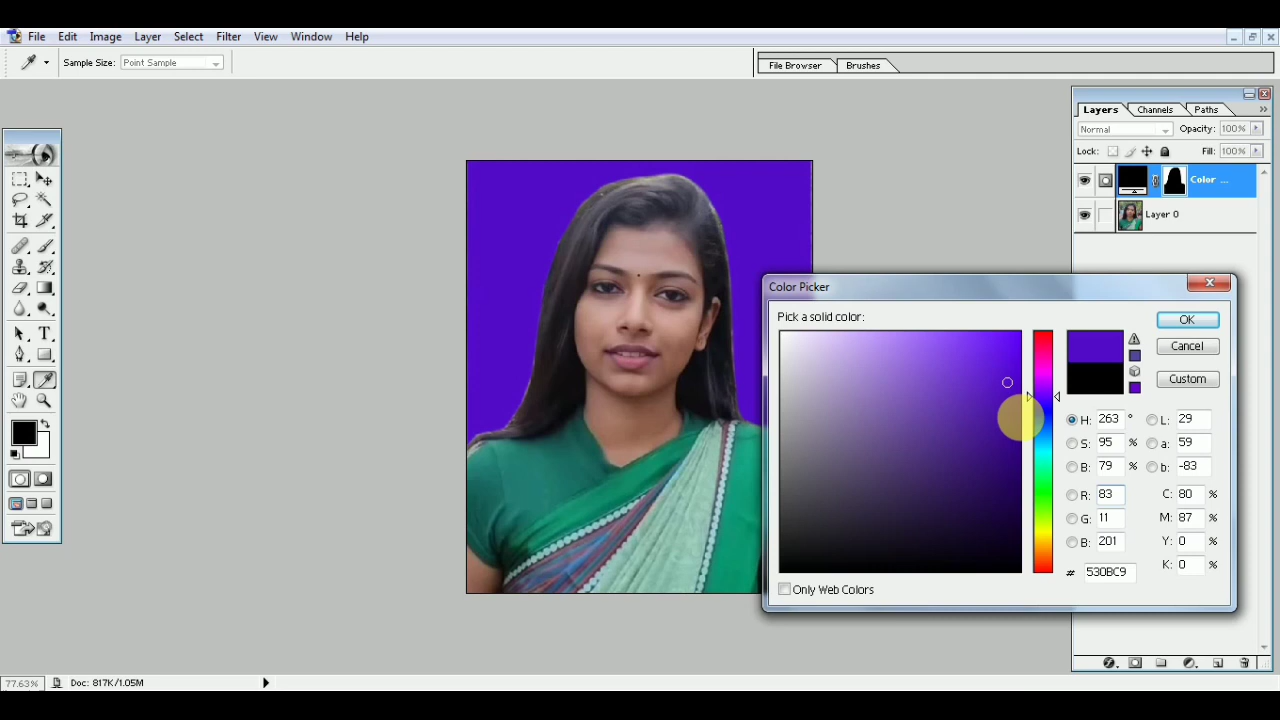 File Edit Image Layer Select Filter View Window Help
Sample Size: Point Sample
File Browser Brushes
Layers Channels Paths
Normal Opacity: 100%
Lock: Fill: 100%
Color ...
Layer 0
Color Picker
Pick a solid color:
OK
Cancel
Custom
H: 263 °
S: 95 %
B: 79 %
R: 83
G: 11
B: 201
# 530BC9
L: 29
a: 59
b: -83
C: 80 %
M: 87 %
Y: 0 %
K: 0 %
Only Web Colors
T
77.63% Doc: 817K/1.05M